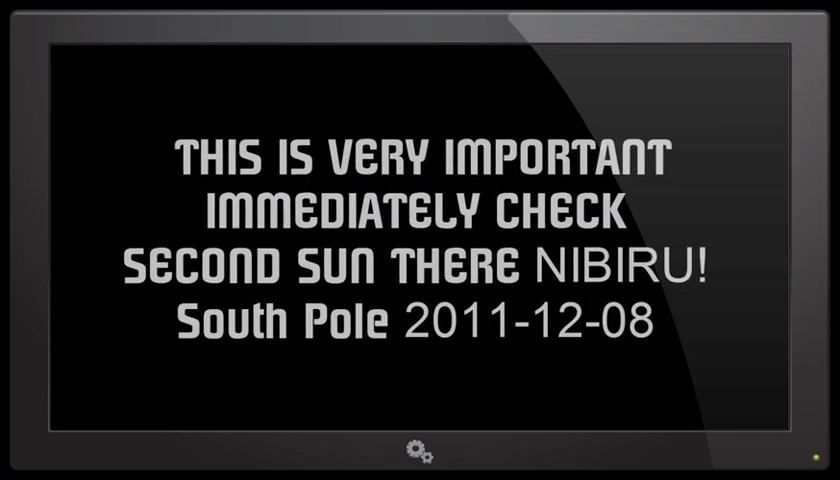 THIS IS VERY IMPORTANT
IMMEDIATELY CHECK
SECOND SUN THERE NIBIRU!
South Pole 2011-12-08